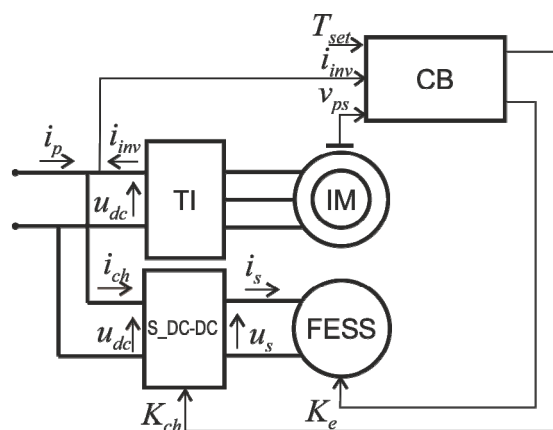 T_set
i_inv
v_ps
CB
i_p
i_inv
u_dc
TI
IM
i_ch
i_s
u_dc
S_DC-DC
u_s
FESS
K_ch
K_e